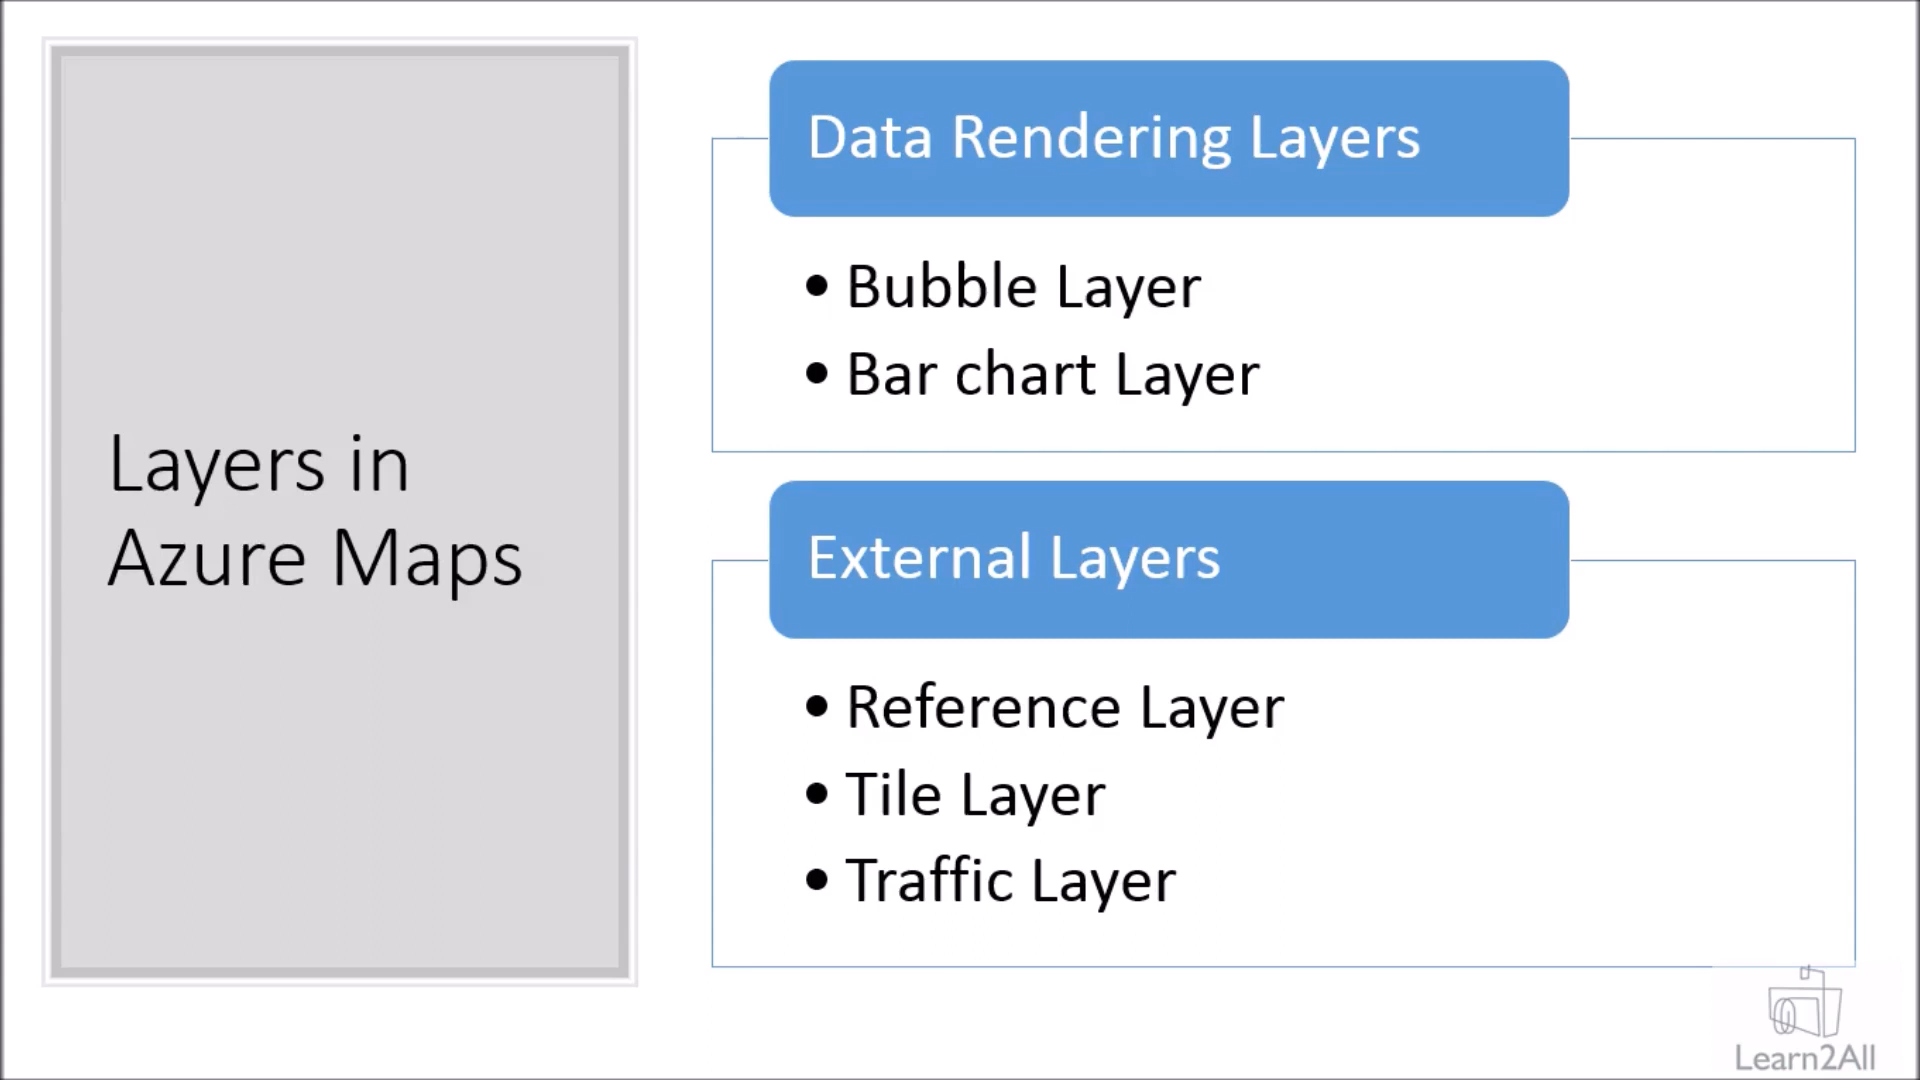 Layers in
Azure Maps
Data Rendering Layers
• Bubble Layer
• Bar chart Layer
External Layers
• Reference Layer
• Tile Layer
• Traffic Layer
Learn2All